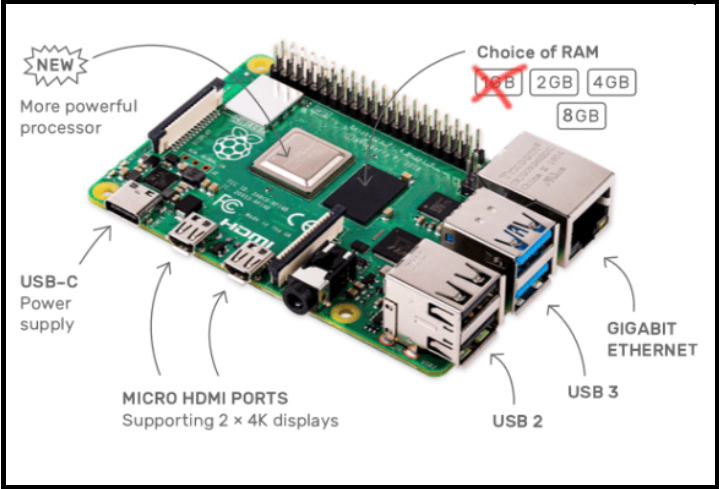 NEW
More powerful
processor
Choice of RAM
2GB
4GB
8GB
USB-C
Power
supply
HDMI
MICRO HDMI PORTS
Supporting 2 × 4K displays
USB 2
USB 3
GIGABIT
ETHERNET